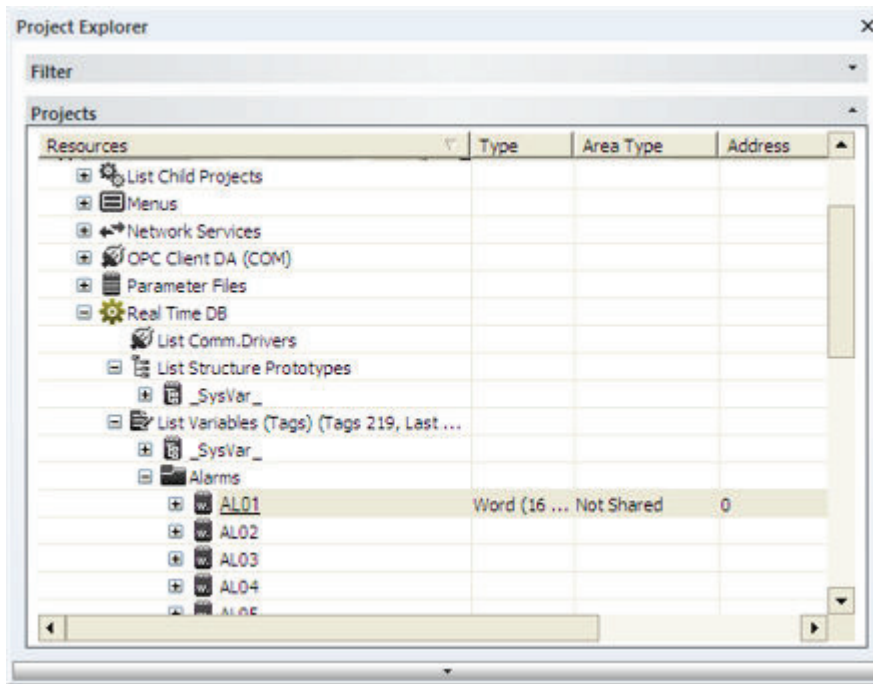 Project Explorer
Filter
Projects
Resources Type Area Type Address
List Child Projects
Menus
Network Services
OPC Client DA (COM)
Parameter Files
Real Time DB
List Comm.Drivers
List Structure Prototypes
_SysVar_
List Variables (Tags) (Tags 219, Last ...
_SysVar_
Alarms
AL01 Word (16 ... Not Shared 0
AL02
AL03
AL04